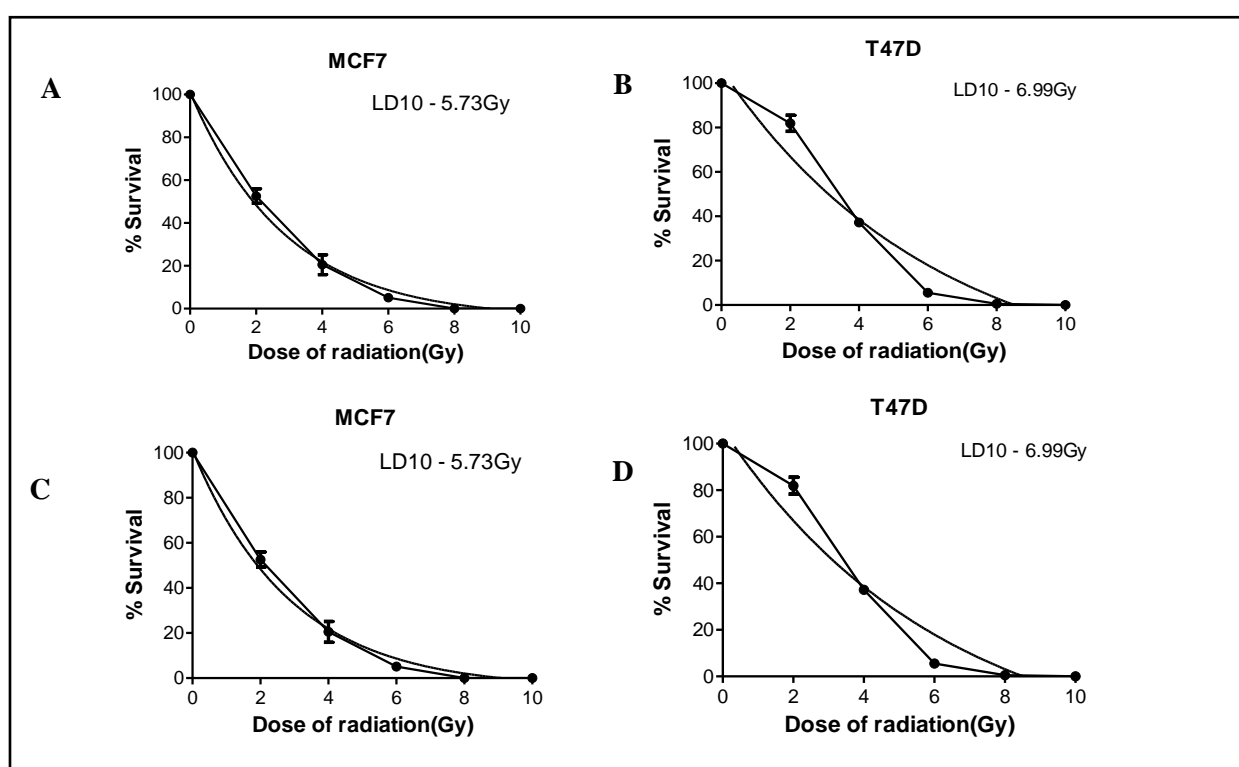 A
MCF7
LD10 - 5.73Gy
% Survival
100
80
60
40
20
0
0 2 4 6 8 10
Dose of radiation(Gy)
B
T47D
LD10 - 6.99Gy
% Survival
100
80
60
40
20
0
0 2 4 6 8 10
Dose of radiation(Gy)
C
MCF7
LD10 - 5.73Gy
% Survival
100
80
60
40
20
0
0 2 4 6 8 10
Dose of radiation(Gy)
D
T47D
LD10 - 6.99Gy
% Survival
100
80
60
40
20
0
0 2 4 6 8 10
Dose of radiation(Gy)